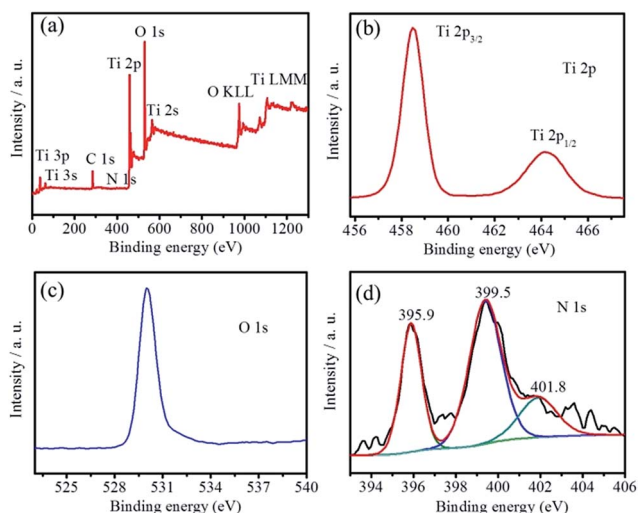 (a)
O 1s
Ti 2p
Ti 2s
O KLL
Ti LMM
Ti 3p
Ti 3s
C 1s
N 1s
Intensity / a. u.
0 200 400 600 800 1000 1200
Binding energy (eV)
(b)
Ti 2p3/2
Ti 2p
Ti 2p1/2
Intensity / a. u.
456 458 460 462 464 466
Binding energy (eV)
(c)
O 1s
Intensity / a. u.
525 528 531 534 537 540
Binding energy (eV)
(d)
395.9
399.5
N 1s
401.8
Intensity / a. u.
394 396 398 400 402 404 406
Binding energy (eV)